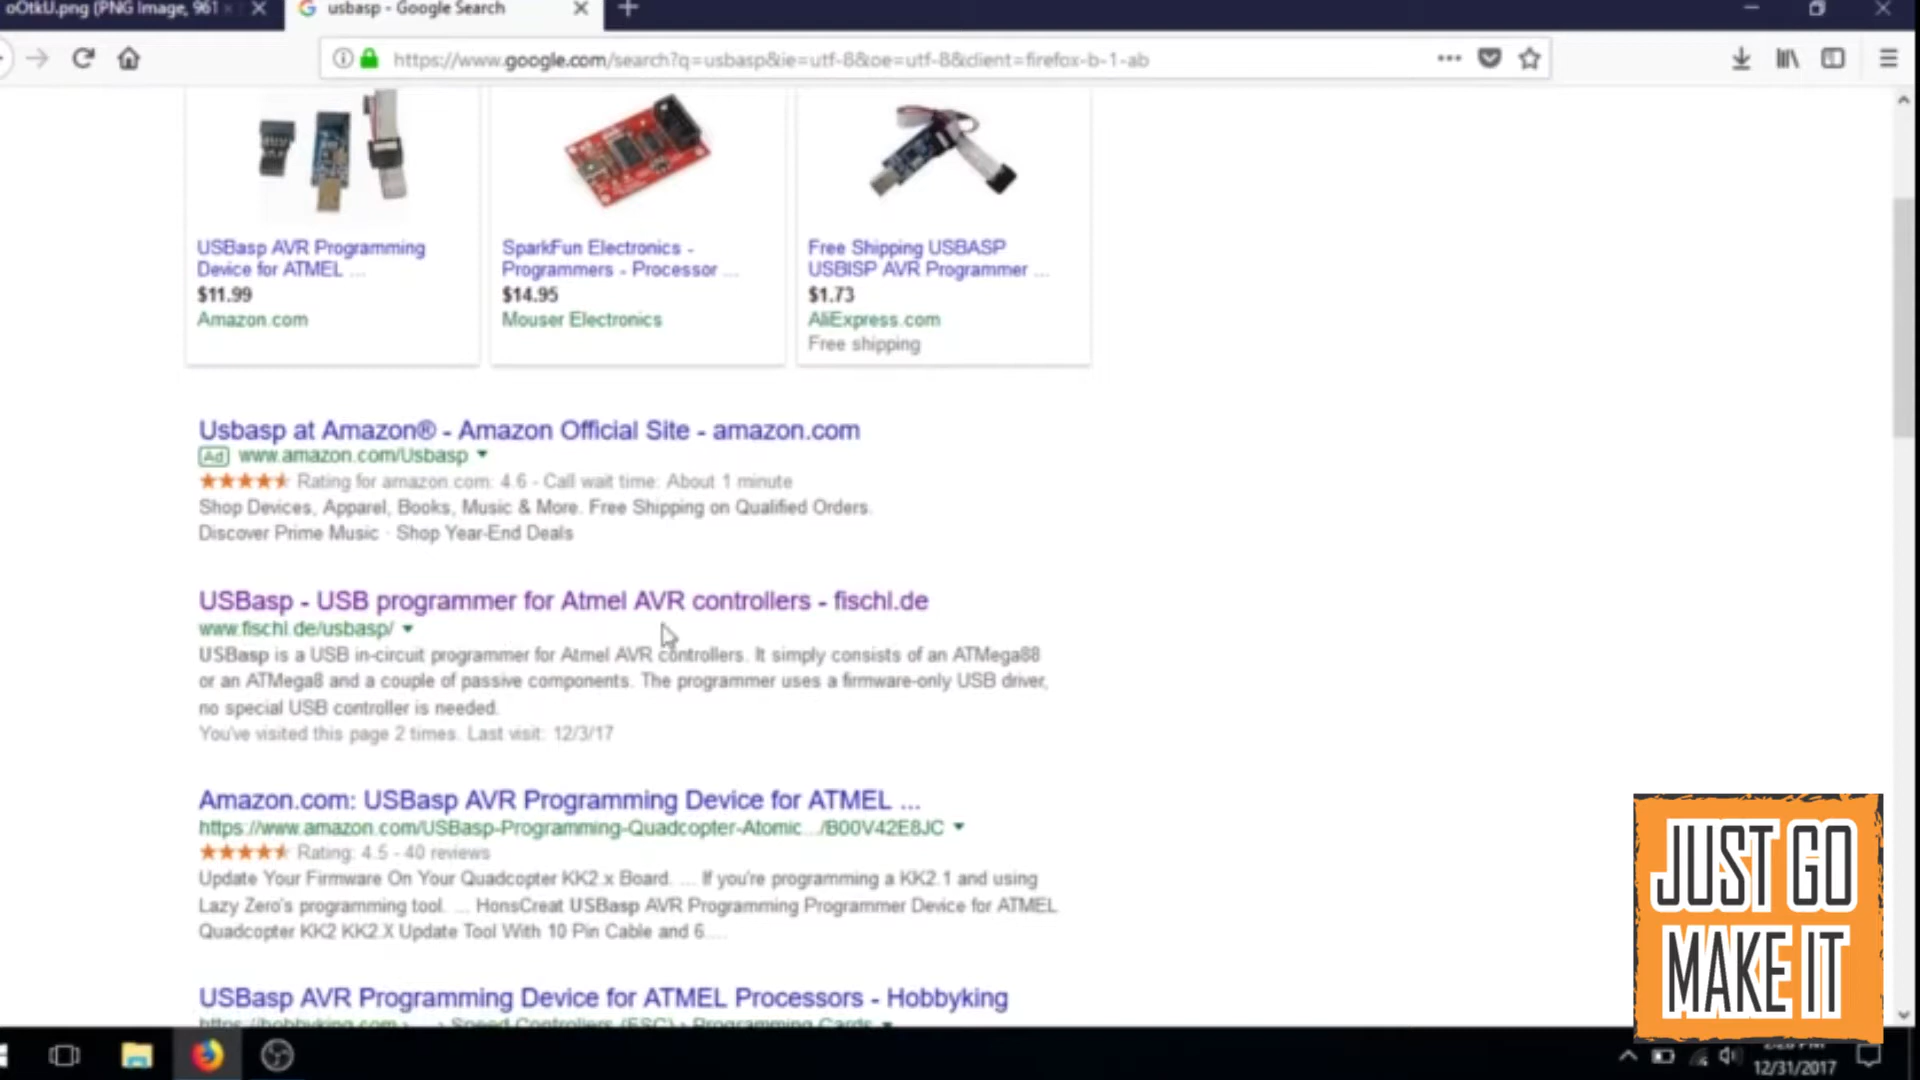 oOtkU.png (PNG Image, 961
usbasp - Google Search
https://www.google.com/search?q=usbasp&ie=utf-8&oe=utf-8&client=firefox-b-1-ab
USBasp AVR Programming
Device for ATMEL ...
$11.99
Amazon.com
SparkFun Electronics -
Programmers - Processor ...
$14.95
Mouser Electronics
Free Shipping USBASP
USBISP AVR Programmer ...
$1.73
AliExpress.com
Free shipping
Usbasp at Amazon® - Amazon Official Site - amazon.com
Ad www.amazon.com/Usbasp
Rating for amazon.com: 4.6 - Call wait time: About 1 minute
Shop Devices, Apparel, Books, Music & More. Free Shipping on Qualified Orders.
Discover Prime Music · Shop Year-End Deals
USBasp - USB programmer for Atmel AVR controllers - fischl.de
www.fischl.de/usbasp/
USBasp is a USB in-circuit programmer for Atmel AVR controllers. It simply consists of an ATMega88
or an ATMega8 and a couple of passive components. The programmer uses a firmware-only USB driver,
no special USB controller is needed.
You've visited this page 2 times. Last visit: 12/3/17
Amazon.com: USBasp AVR Programming Device for ATMEL ...
https://www.amazon.com/USBasp-Programming-Quadcopter-Atomic.../B00V42E8JC
Rating: 4.5 - 40 reviews
Update Your Firmware On Your Quadcopter KK2.x Board. ... If you're programming a KK2.1 and using
Lazy Zero's programming tool. ... HonsCreat USBasp AVR Programming Programmer Device for ATMEL
Quadcopter KK2 KK2.X Update Tool With 10 Pin Cable and 6....
USBasp AVR Programming Device for ATMEL Processors - Hobbyking
https://hobbyking.com › ... › Speed Controllers (ESC) › Programming Cards
JUST GO
MAKE IT
12/31/2017